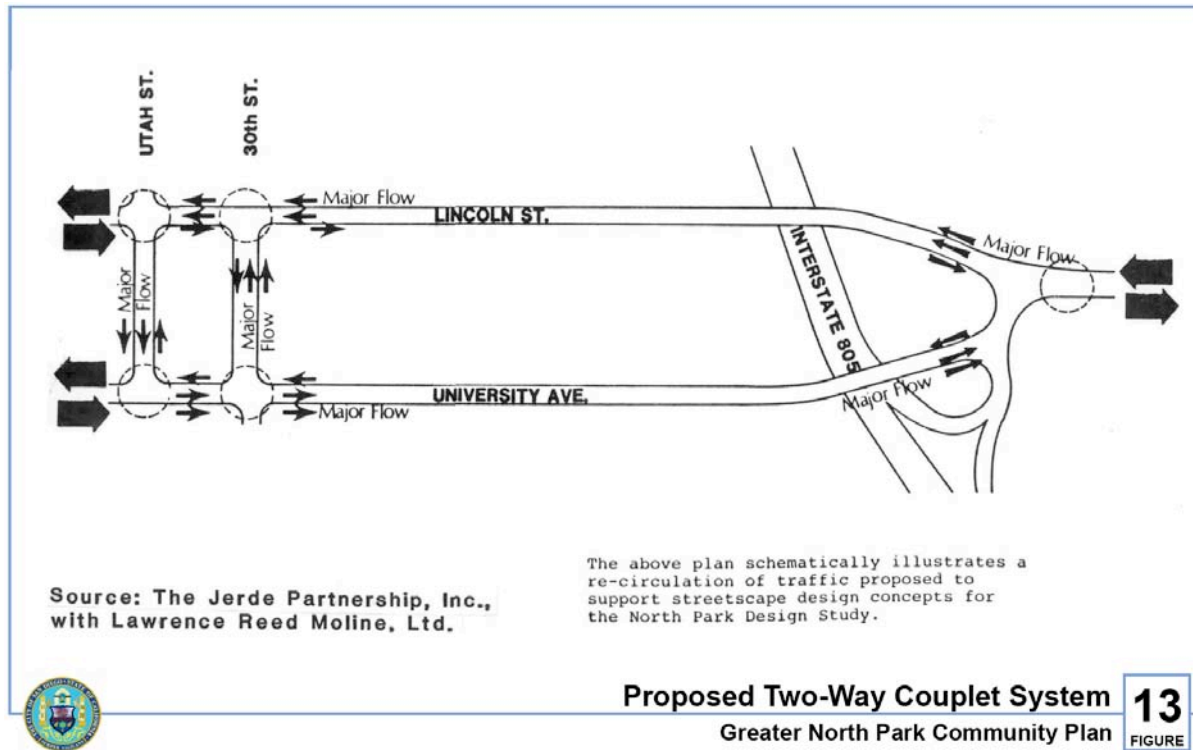 UTAH ST.
30th ST.
Major Flow
LINCOLN ST.
Major Flow
Major
Flow
Major
Flow
INTERSTATE 805
UNIVERSITY AVE.
Major Flow
Major Flow
The above plan schematically illustrates a
re-circulation of traffic proposed to
support streetscape design concepts for
the North Park Design Study.
Source: The Jerde Partnership, Inc.,
with Lawrence Reed Moline, Ltd.
Proposed Two-Way Couplet System
Greater North Park Community Plan
13
FIGURE